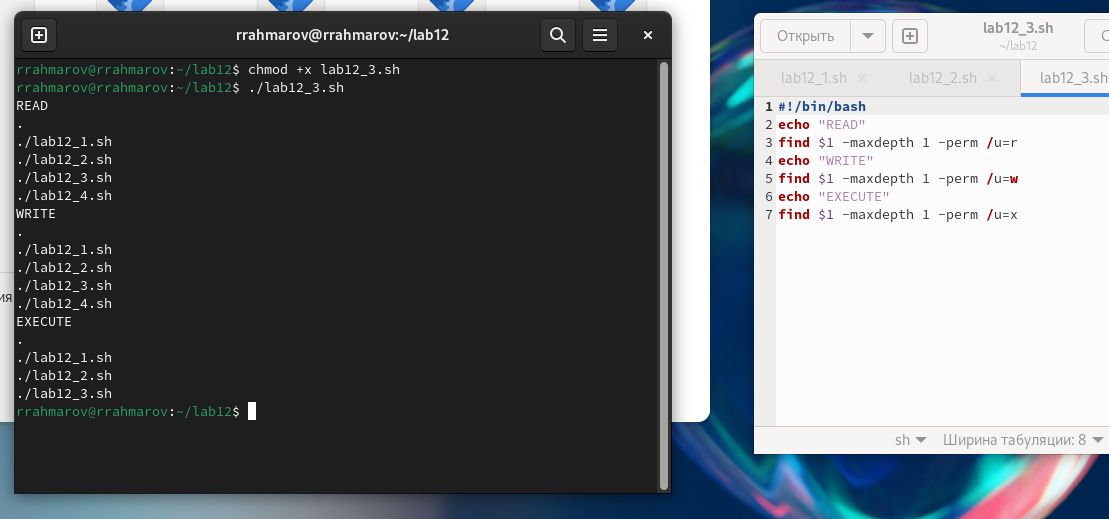 rrahmarov@rrahmarov:~/lab12
rrahmarov@rrahmarov:~/lab12$ chmod +x lab12_3.sh
rrahmarov@rrahmarov:~/lab12$ ./lab12_3.sh
READ
.
./lab12_1.sh
./lab12_2.sh
./lab12_3.sh
./lab12_4.sh
WRITE
.
./lab12_1.sh
./lab12_2.sh
./lab12_3.sh
./lab12_4.sh
EXECUTE
.
./lab12_1.sh
./lab12_2.sh
./lab12_3.sh
rrahmarov@rrahmarov:~/lab12$
Открыть
lab12_3.sh
~/lab12
lab12_1.sh × lab12_2.sh × lab12_3.sh
1 #!/bin/bash
2 echo "READ"
3 find $1 -maxdepth 1 -perm /u=r
4 echo "WRITE"
5 find $1 -maxdepth 1 -perm /u=w
6 echo "EXECUTE"
7 find $1 -maxdepth 1 -perm /u=x
sh Ширина табуляции: 8